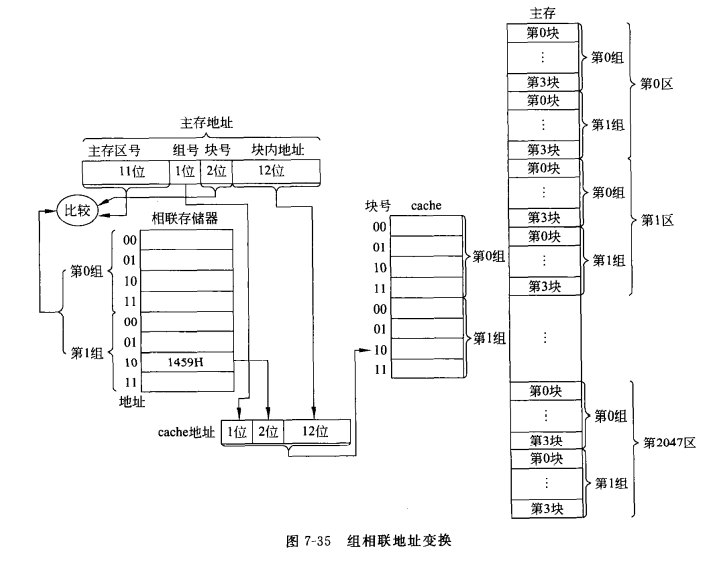 主存
第0块
⋮
第3块
第0组
第0块
⋮
第3块
第1组
第0区
第0块
⋮
第3块
第0组
第0块
⋮
第3块
第1组
第1区
⋮
第0块
⋮
第3块
第0组
第0块
⋮
第3块
第1组
第2047区
主存地址
主存区号 组号 块号 块内地址
11位 1位 2位 12位
比较
相联存储器
第0组
00
01
10
11
第1组
00
01
10 1459H
11
地址
块号 cache
00
01
10
11
第0组
00
01
10
11
第1组
cache地址 1位 2位 12位
图 7-35 组相联地址变换